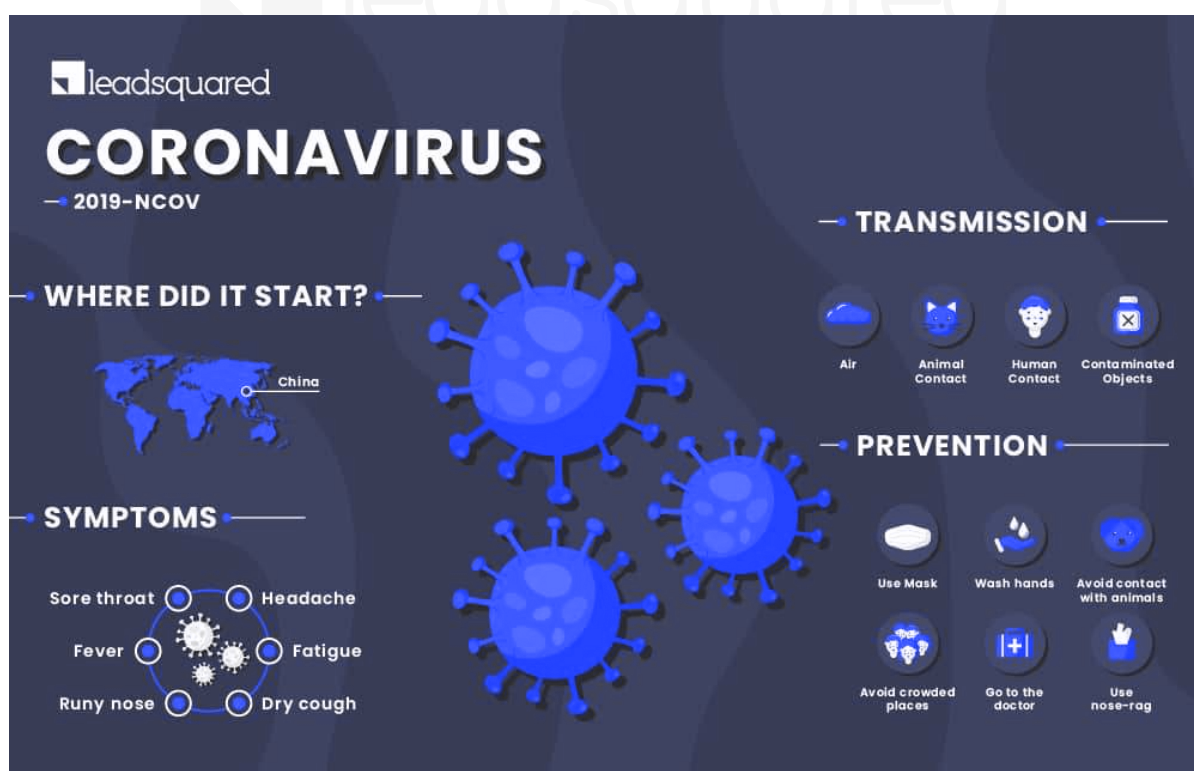 leadsquared
CORONAVIRUS
2019-NCOV
WHERE DID IT START?
China
SYMPTOMS
Sore throat
Headache
Fever
Fatigue
Runy nose
Dry cough
TRANSMISSION
Air
Animal
Contact
Human
Contact
Contaminated
Objects
PREVENTION
Use Mask
Wash hands
Avoid contact
with animals
Avoid crowded
places
Go to the
doctor
Use
nose-rag